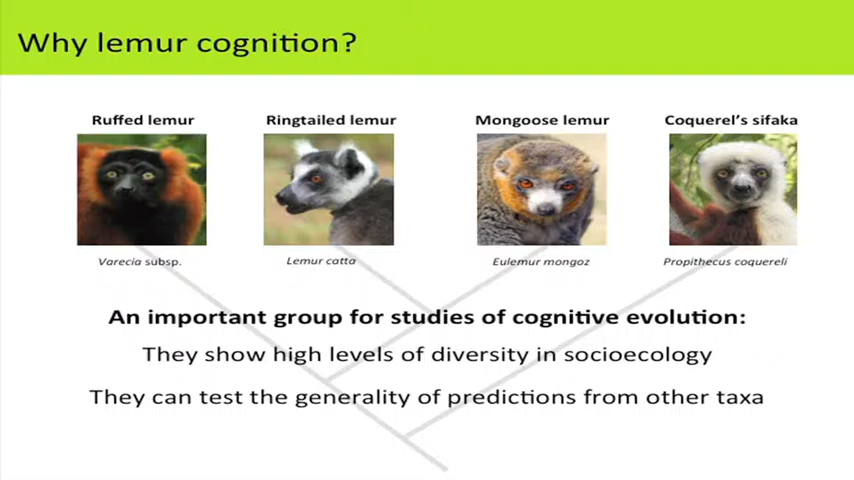 Why lemur cognition?
Ruffed lemur
Ringtailed lemur
Mongoose lemur
Coquerel's sifaka
Varecia subsp.
Lemur catta
Eulemur mongoz
Propithecus coquereli
An important group for studies of cognitive evolution:
They show high levels of diversity in socioecology
They can test the generality of predictions from other taxa